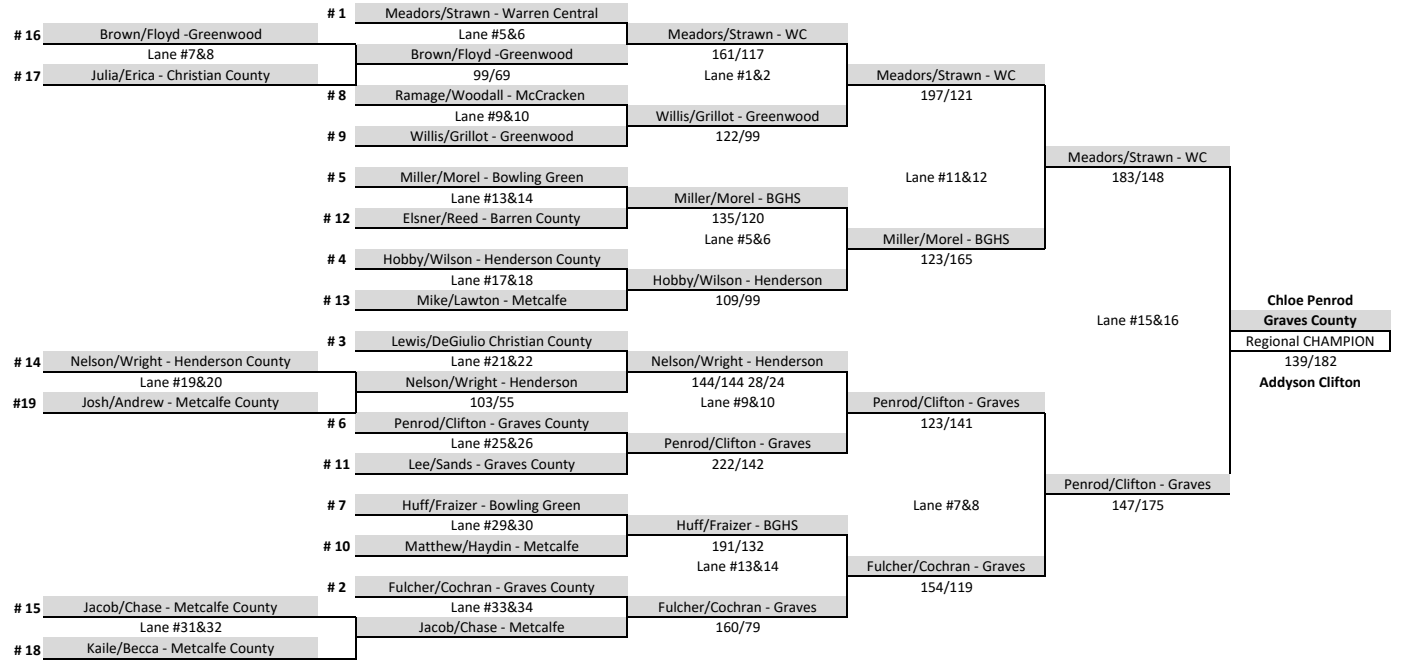 # 1 Meadors/Strawn - Warren Central
# 16 Brown/Floyd -Greenwood Lane #5&6 Meadors/Strawn - WC
Lane #7&8 Brown/Floyd -Greenwood 161/117
# 17 Julia/Erica - Christian County 99/69 Lane #1&2 Meadors/Strawn - WC
# 8 Ramage/Woodall - McCracken 197/121
Lane #9&10 Willis/Grillot - Greenwood
# 9 Willis/Grillot - Greenwood 122/99
Meadors/Strawn - WC
# 5 Miller/Morel - Bowling Green Lane #11&12 183/148
Lane #13&14 Miller/Morel - BGHS
# 12 Elsner/Reed - Barren County 135/120
Lane #5&6 Miller/Morel - BGHS
# 4 Hobby/Wilson - Henderson County 123/165
Lane #17&18 Hobby/Wilson - Henderson
# 13 Mike/Lawton - Metcalfe 109/99 Chloe Penrod
Lane #15&16 Graves County
# 3 Lewis/DeGiulio Christian County Regional CHAMPION
# 14 Nelson/Wright - Henderson County Lane #21&22 Nelson/Wright - Henderson 139/182
Lane #19&20 Nelson/Wright - Henderson 144/144 28/24 Addyson Clifton
#19 Josh/Andrew - Metcalfe County 103/55 Lane #9&10 Penrod/Clifton - Graves
# 6 Penrod/Clifton - Graves County 123/141
Lane #25&26 Penrod/Clifton - Graves
# 11 Lee/Sands - Graves County 222/142
Penrod/Clifton - Graves
# 7 Huff/Fraizer - Bowling Green Lane #7&8 147/175
Lane #29&30 Huff/Fraizer - BGHS
# 10 Matthew/Haydin - Metcalfe 191/132
Lane #13&14 Fulcher/Cochran - Graves
# 2 Fulcher/Cochran - Graves County 154/119
# 15 Jacob/Chase - Metcalfe County Lane #33&34 Fulcher/Cochran - Graves
Lane #31&32 Jacob/Chase - Metcalfe 160/79
# 18 Kaile/Becca - Metcalfe County